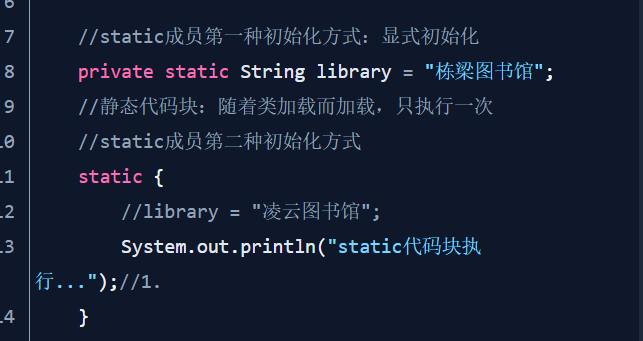 6
7 //static成员第一种初始化方式：显式初始化
8 private static String library = "栋梁图书馆";
9 //静态代码块：随着类加载而加载，只执行一次
10 //static成员第二种初始化方式
11 static {
12 //library = "凌云图书馆";
13 System.out.println("static代码块执
行...");//1.
14 }